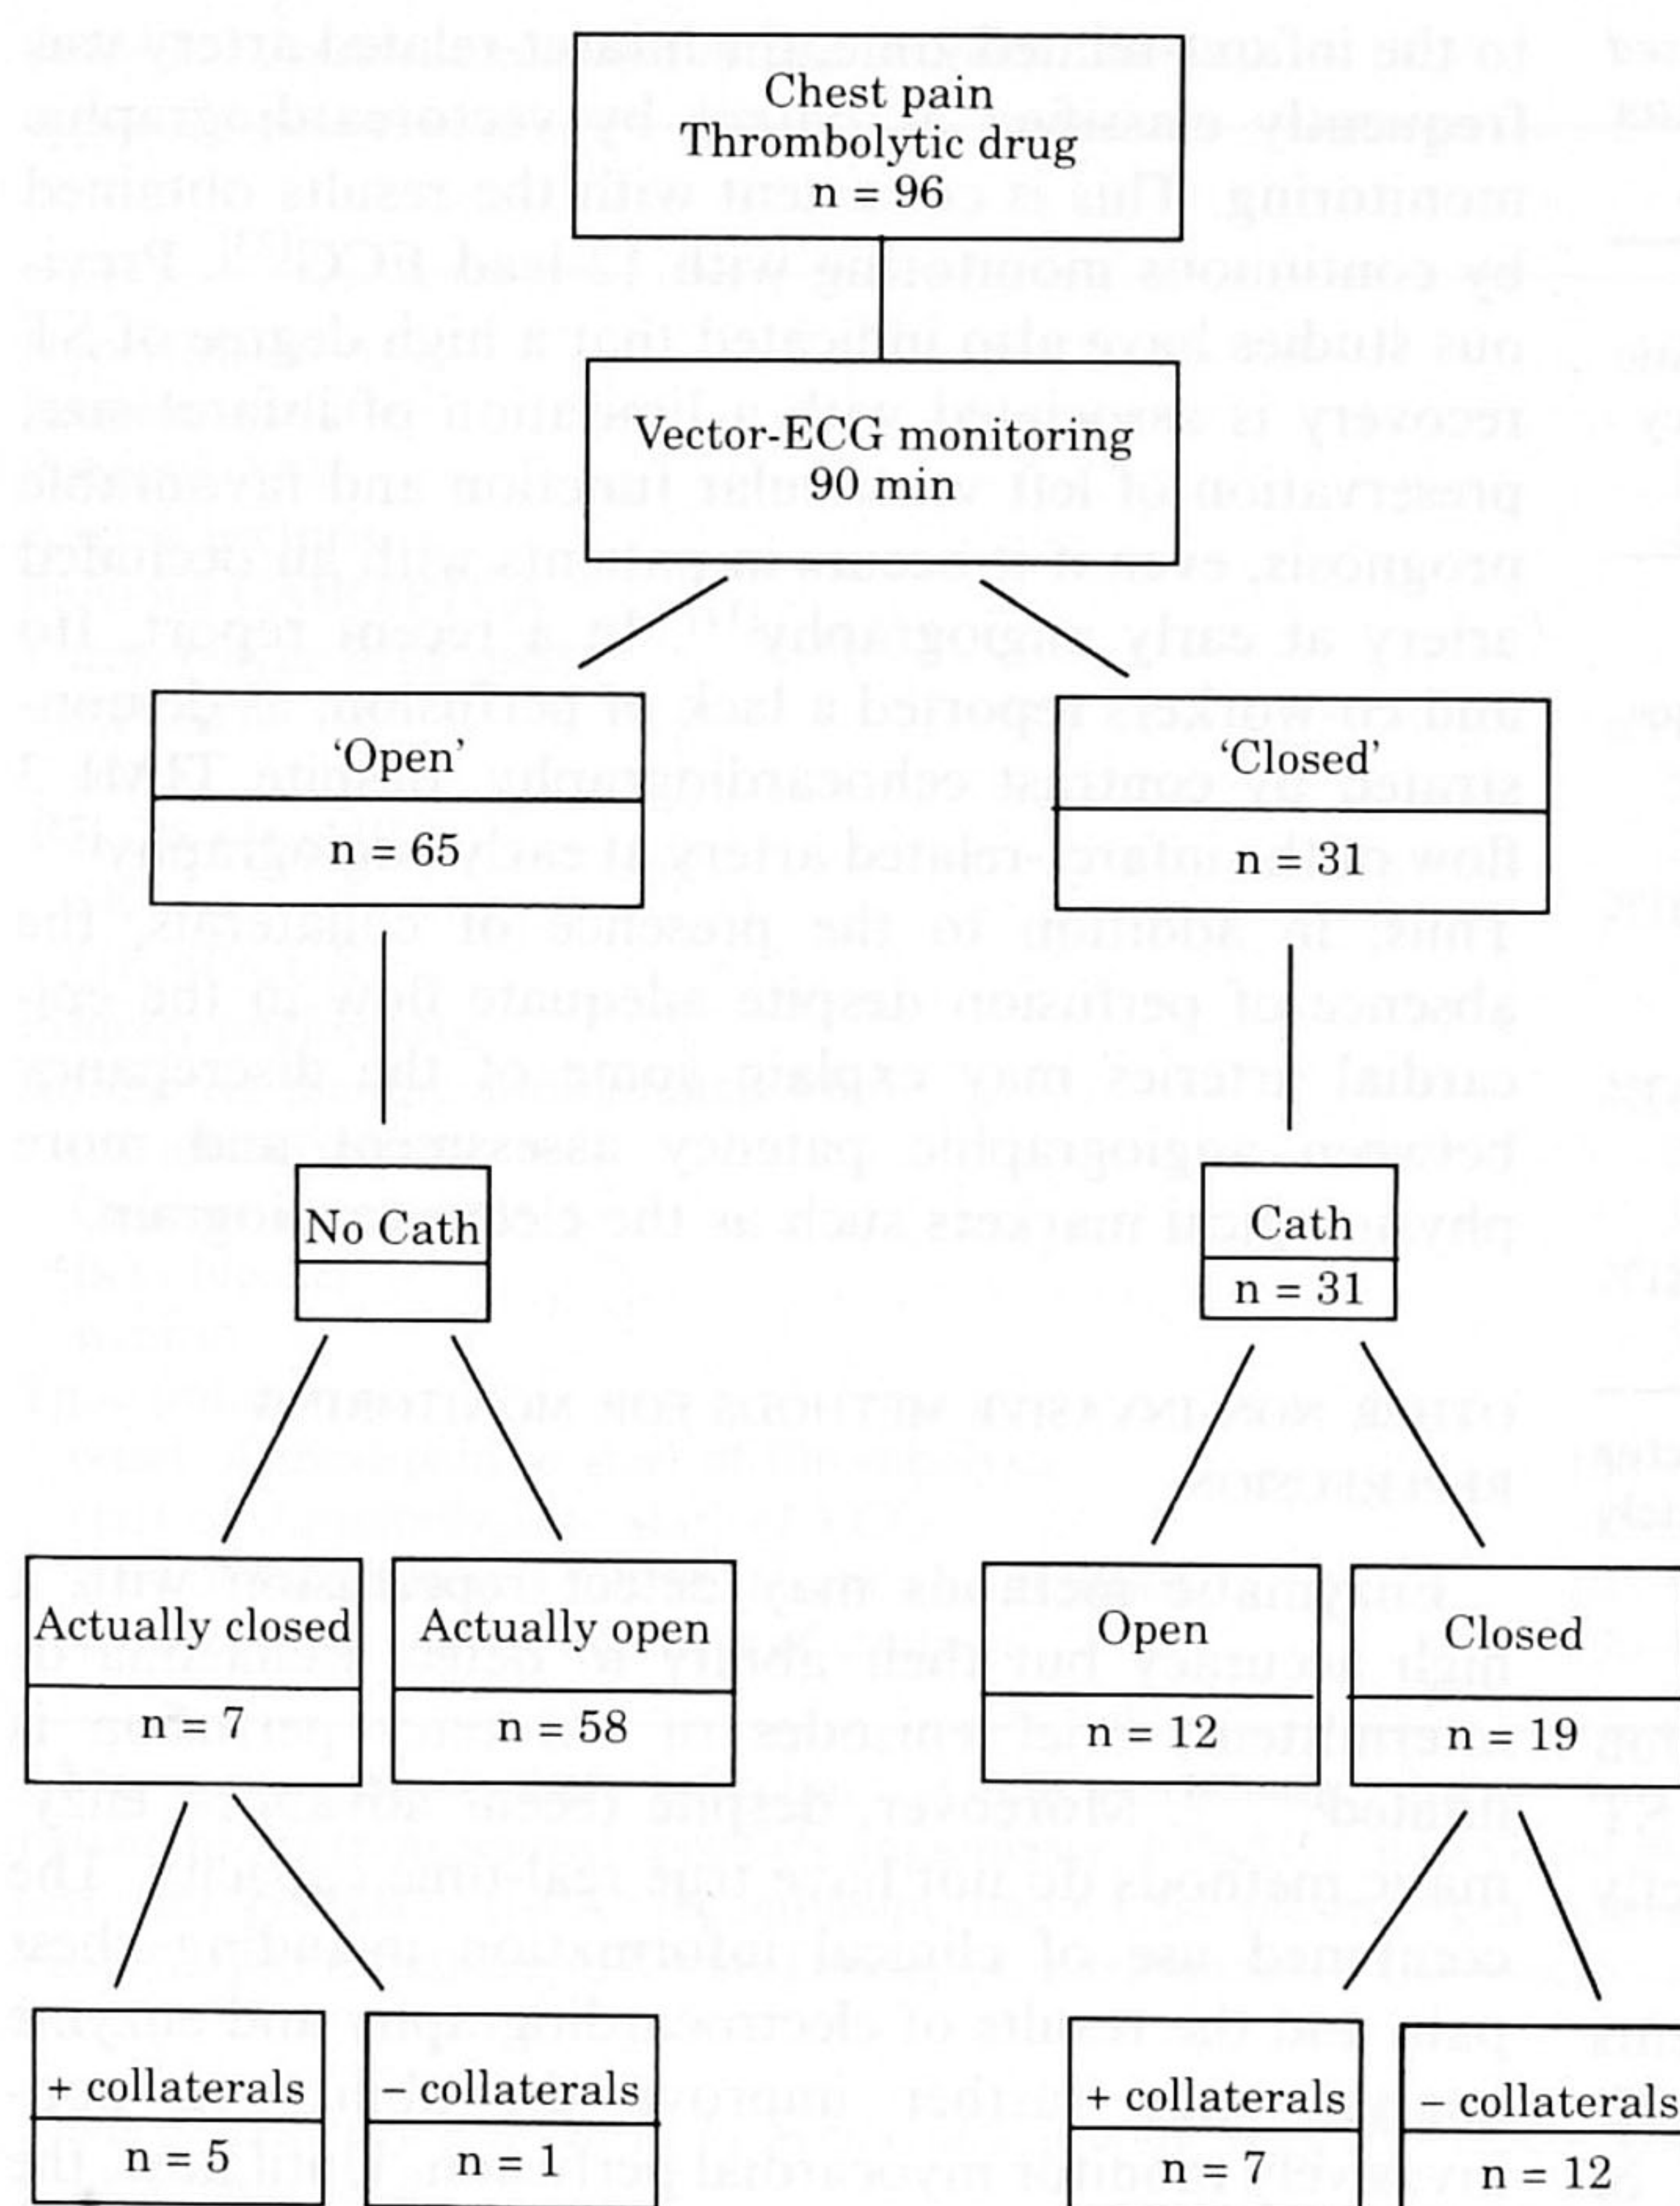 Chest pain
Thrombolytic drug
n = 96
Vector-ECG monitoring
90 min
‘Open’
n = 65
‘Closed’
n = 31
No Cath
Cath
n = 31
Actually closed
n = 7
Actually open
n = 58
Open
n = 12
Closed
n = 19
+ collaterals
n = 5
− collaterals
n = 1
+ collaterals
n = 7
− collaterals
n = 12